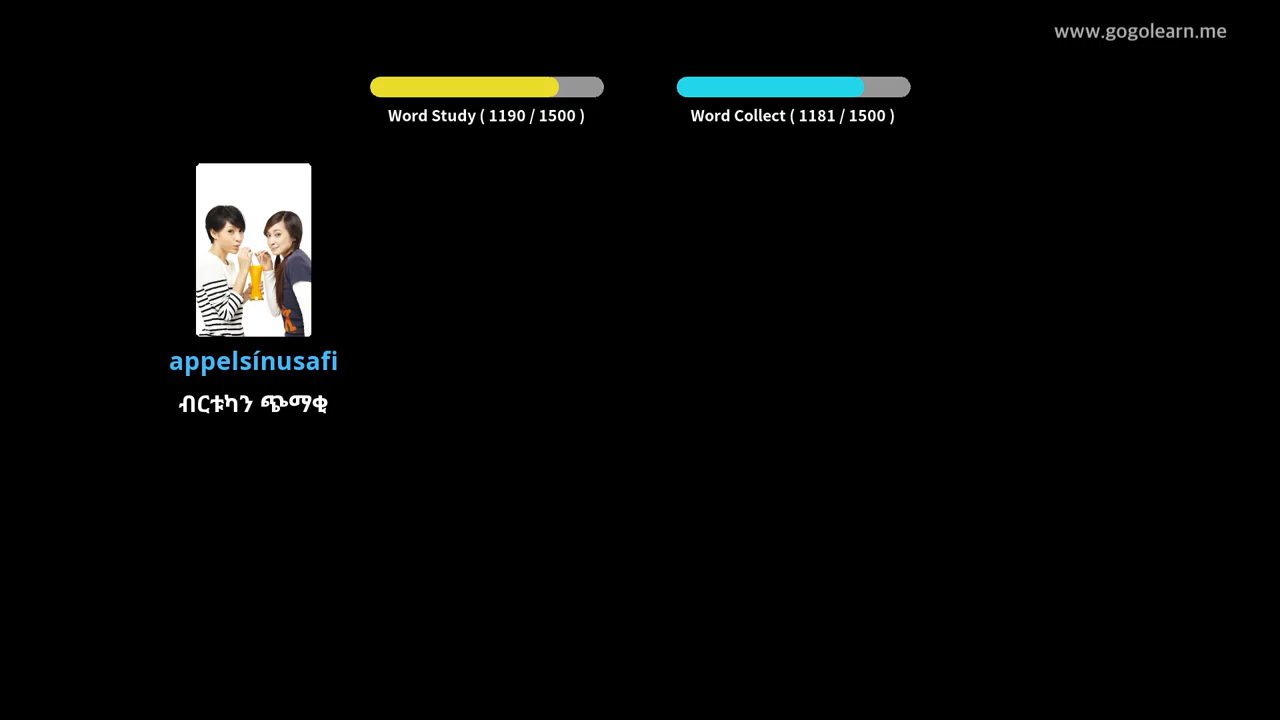 www.gogolearn.me
Word Study ( 1190 / 1500 )
Word Collect ( 1181 / 1500 )
appelsínusafi
ብርቱካን ጭማቂ